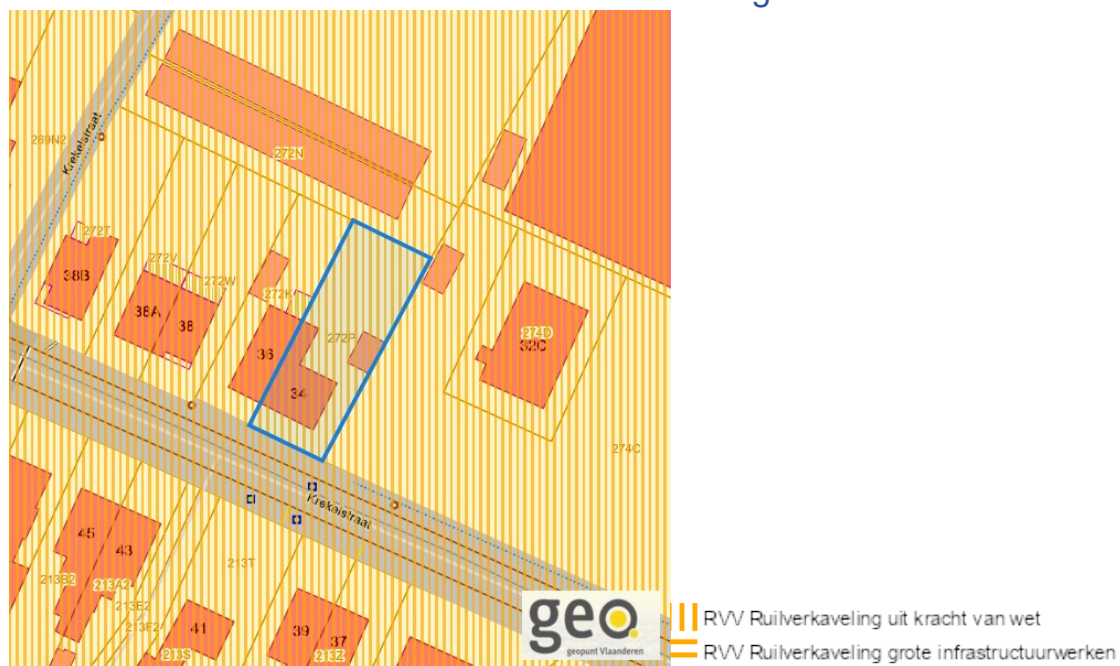 Krekelstraat
269N2
272N
272T
38B
272V
272W
38A
38
272K
36
272P
34
274D
32C
274C
Krekelstraat
45
43
213T
213B2
213A2
213E2
213F2
41
39
37
213S
213Z
geo
geopunt Vlaanderen
RVV Ruilverkaveling uit kracht van wet
RVV Ruilverkaveling grote infrastructuurwerken